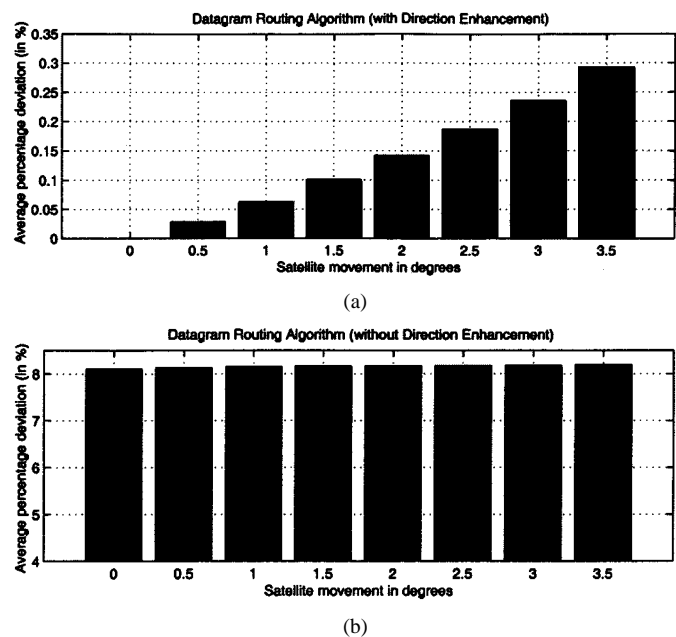 Datagram Routing Algorithm (with Direction Enhancement)
Average percentage deviation (in %)
0.35
0.3
0.25
0.2
0.15
0.1
0.05
0
0 0.5 1 1.5 2 2.5 3 3.5
Satellite movement in degrees
(a)
Datagram Routing Algorithm (without Direction Enhancement)
Average percentage deviation (in %)
8
7
6
5
4
0 0.5 1 1.5 2 2.5 3 3.5
Satellite movement in degrees
(b)